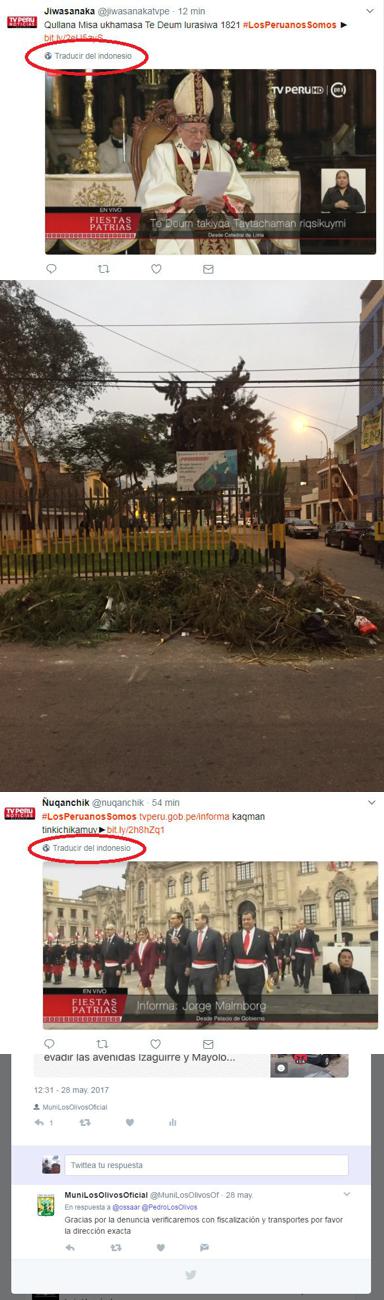 Jiwasanaka @jiwasanakatvpe · 12 min
Qullana Misa ukhamasa Te Deum lurasiwa 1821 #LosPeruanosSomos ►
Traducir del indonesio
TV PERU HD
EN VIVO
FIESTAS PATRIAS
Te Deum takiyqa Taytachaman riqsikuymi
Desde Catedral de Lima
Ñuqanchik @nuqanchik · 54 min
#LosPeruanosSomos tvperu.gob.pe/informa kaqman
tinkichikamuy►bit.ly/2h8hZq1
Traducir del indonesio
EN VIVO
FIESTAS PATRIAS
Informa: Jorge Malmborg
Desde Palacio de Gobierno
evadir las avenidas Izaguirre y Mayolo...
12:31 - 28 may. 2017
MuniLosOlivosOficial
1
Twittea tu respuesta
MuniLosOlivosOficial @MuniLosOlivosOf · 28 may.
En respuesta a @ossaar @PedroLosOlivos
Gracias por la denuncia verificaremos con fiscalización y transportes por favor
la dirección exacta